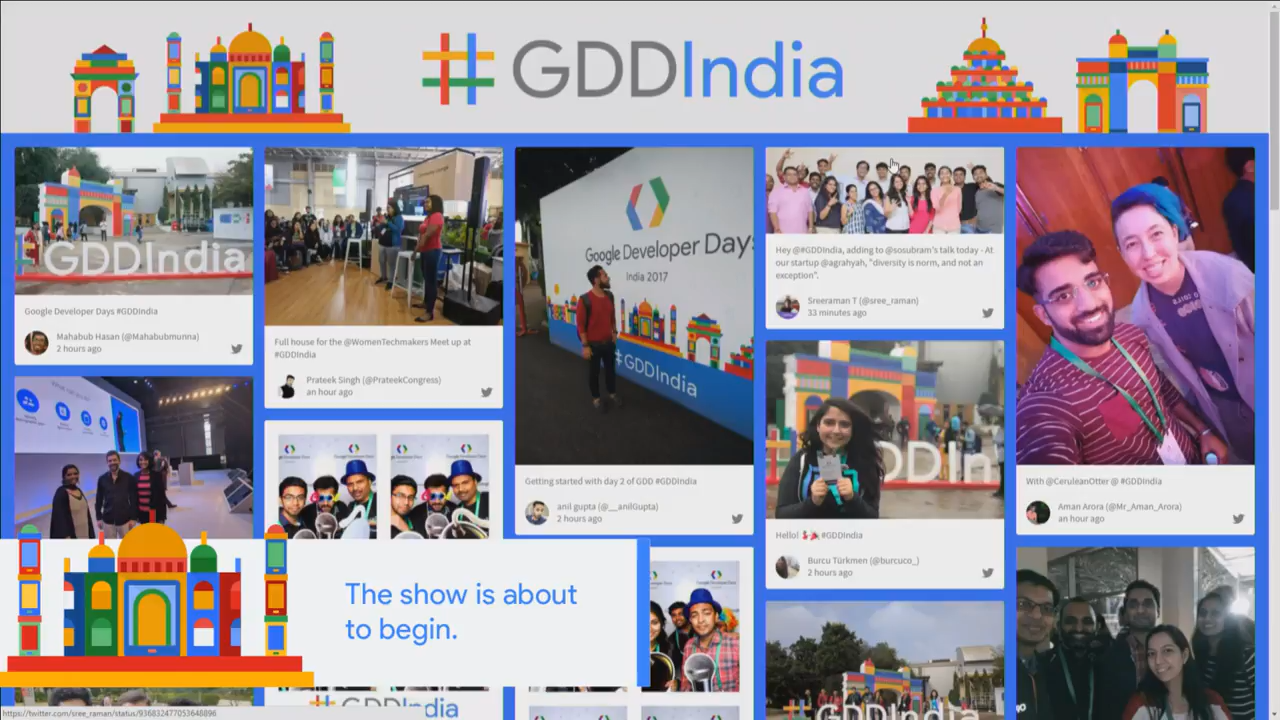 #GDDIndia
#GDDIndia
Google Developer Days #GDDIndia
Mahabub Hasan (@Mahabubmunna)
2 hours ago
Full house for the @WomenTechmakers Meet up at
#GDDIndia
Prateek Singh (@PrateekCongress)
an hour ago
Google Developer Days
India 2017
#GDDIndia
Getting started with day 2 of GDD #GDDIndia
anil gupta (@__anilGupta)
2 hours ago
Hey @#GDDIndia, adding to @sosubram's talk today - At
our startup @agrahyah, "diversity is norm, and not an
exception".
Sreeraman T (@sree_raman)
33 minutes ago
#GDDIn
Hello! #GDDIndia
Burcu Türkmen (@burcuco_)
2 hours ago
With @CeruleanOtter @ #GDDIndia
Aman Arora (@Mr_Aman_Arora)
an hour ago
The show is about
to begin.
#GDDIndia
#GDDIndia
https://twitter.com/sree_raman/status/936832477053648896